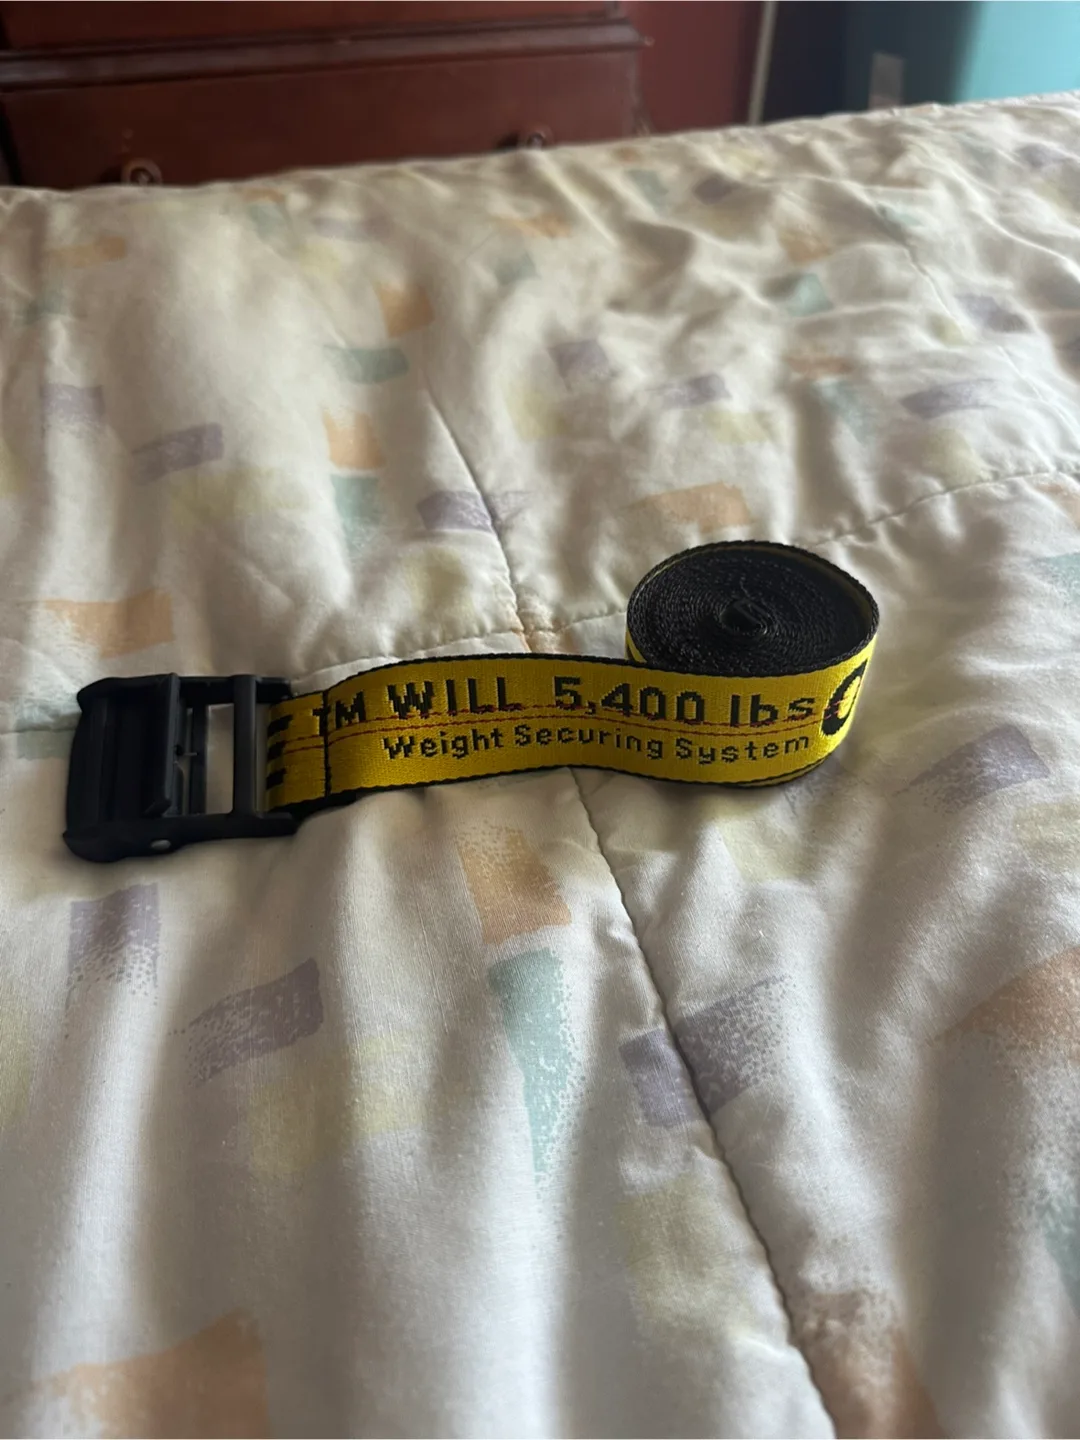 TM WILL 5,400 lbs
Weight Securing System